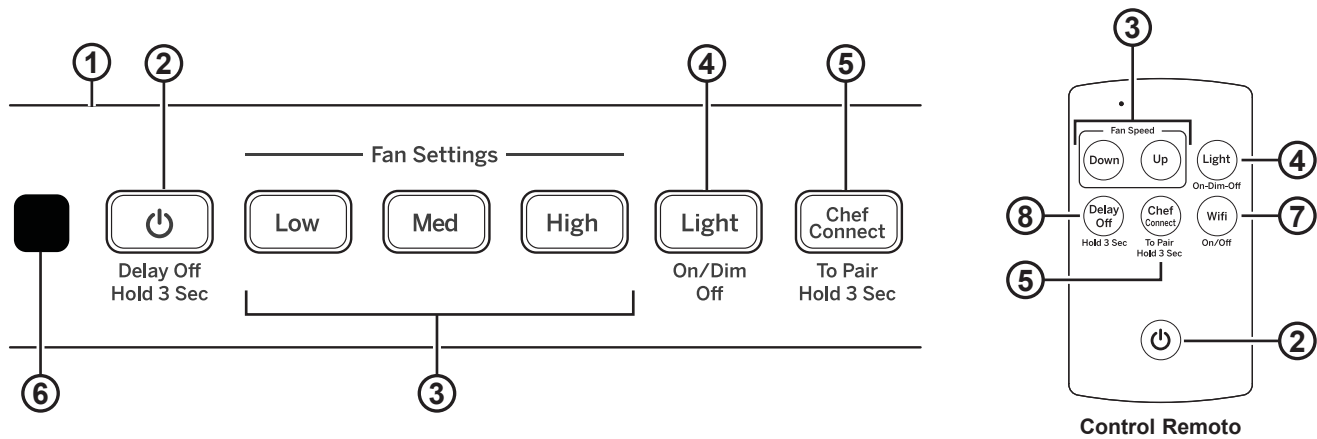 1
2
4
5
Fan Settings
Low
Med
High
Light
Chef
Connect
Delay Off
Hold 3 Sec
On/Dim
Off
To Pair
Hold 3 Sec
6
3
3
Fan Speed
Down
Up
Light
On-Dim-Off
4
8
Delay
Off
Hold 3 Sec
Chef
Connect
To Pair
Hold 3 Sec
Wifi
On/Off
7
5
2
Control Remoto